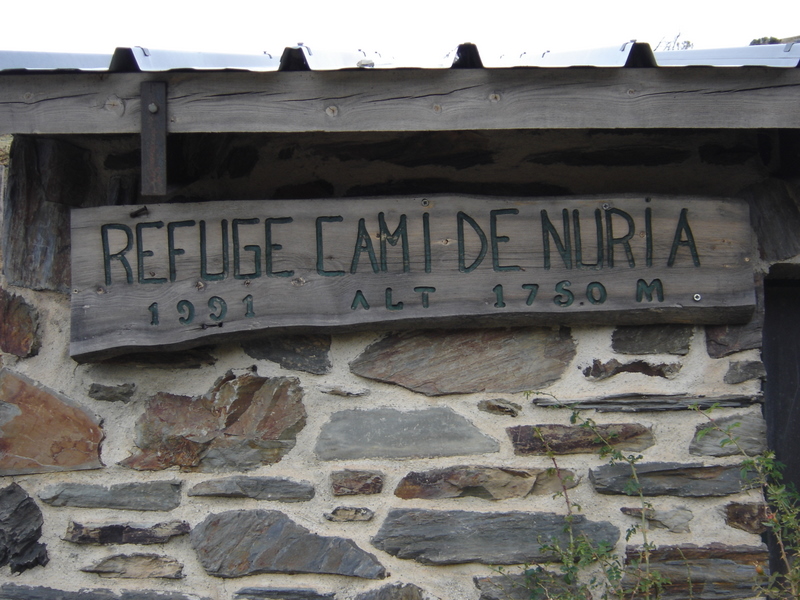 REFUGE CAMI DE NURIA
1991 ALT 1750 M